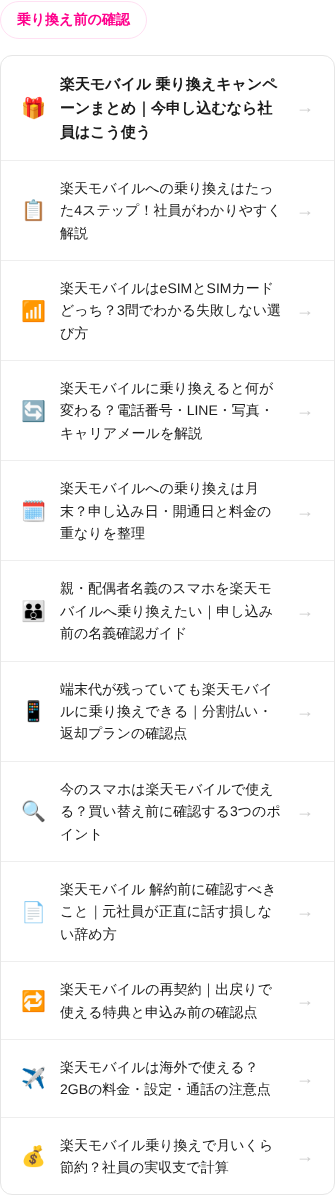 乗り換え前の確認
楽天モバイル 乗り換えキャンペ
ーンまとめ｜今申し込むなら社
員はこう使う
→
楽天モバイルへの乗り換えはたっ
た4ステップ！社員がわかりやすく
解説
→
楽天モバイルはeSIMとSIMカード
どっち？3問でわかる失敗しない選
び方
→
楽天モバイルに乗り換えると何が
変わる？電話番号・LINE・写真・
キャリアメールを解説
→
楽天モバイルへの乗り換えは月
末？申し込み日・開通日と料金の
重なりを整理
→
親・配偶者名義のスマホを楽天モ
バイルへ乗り換えたい｜申し込み
前の名義確認ガイド
→
端末代が残っていても楽天モバイ
ルに乗り換えできる｜分割払い・
返却プランの確認点
→
今のスマホは楽天モバイルで使え
る？買い替え前に確認する3つのポ
イント
→
楽天モバイル 解約前に確認すべき
こと｜元社員が正直に話す損しな
い辞め方
→
楽天モバイルの再契約｜出戻りで
使える特典と申込み前の確認点
→
楽天モバイルは海外で使える？
2GBの料金・設定・通話の注意点
→
楽天モバイル乗り換えで月いくら
節約？社員の実収支で計算
→